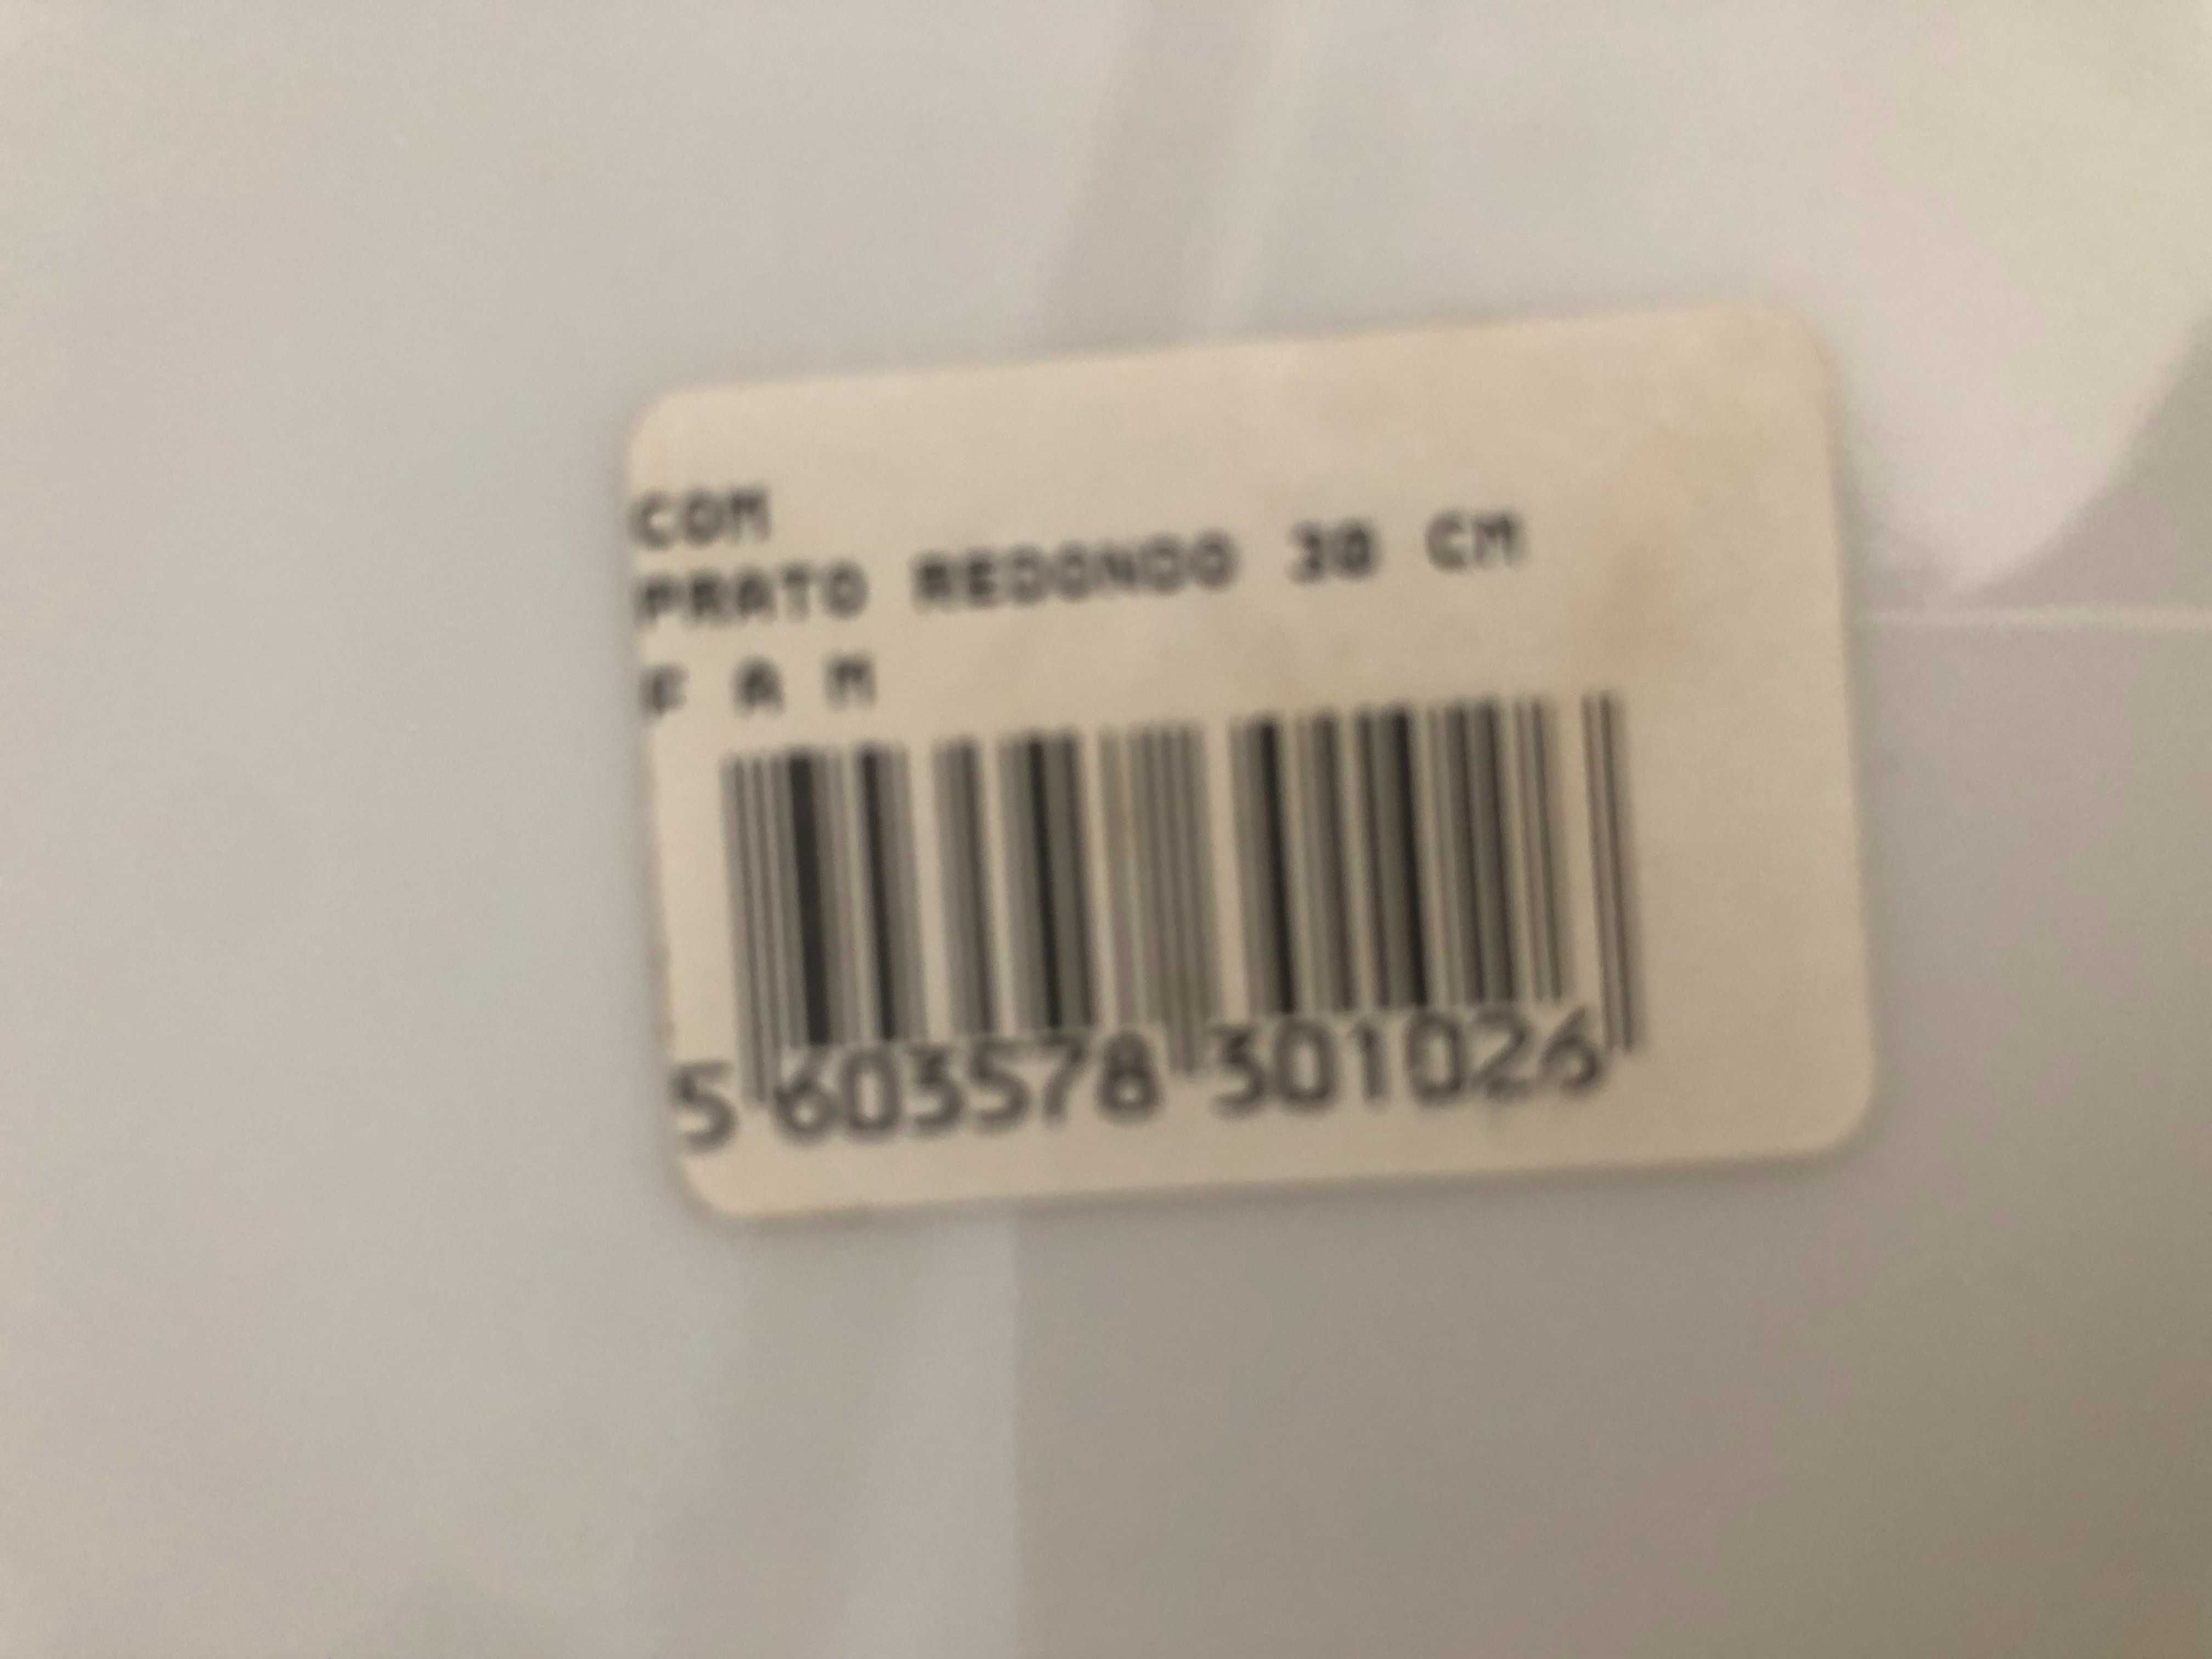 COM
PRATO REDONDO 30 CM
F A M
5 603578 301026